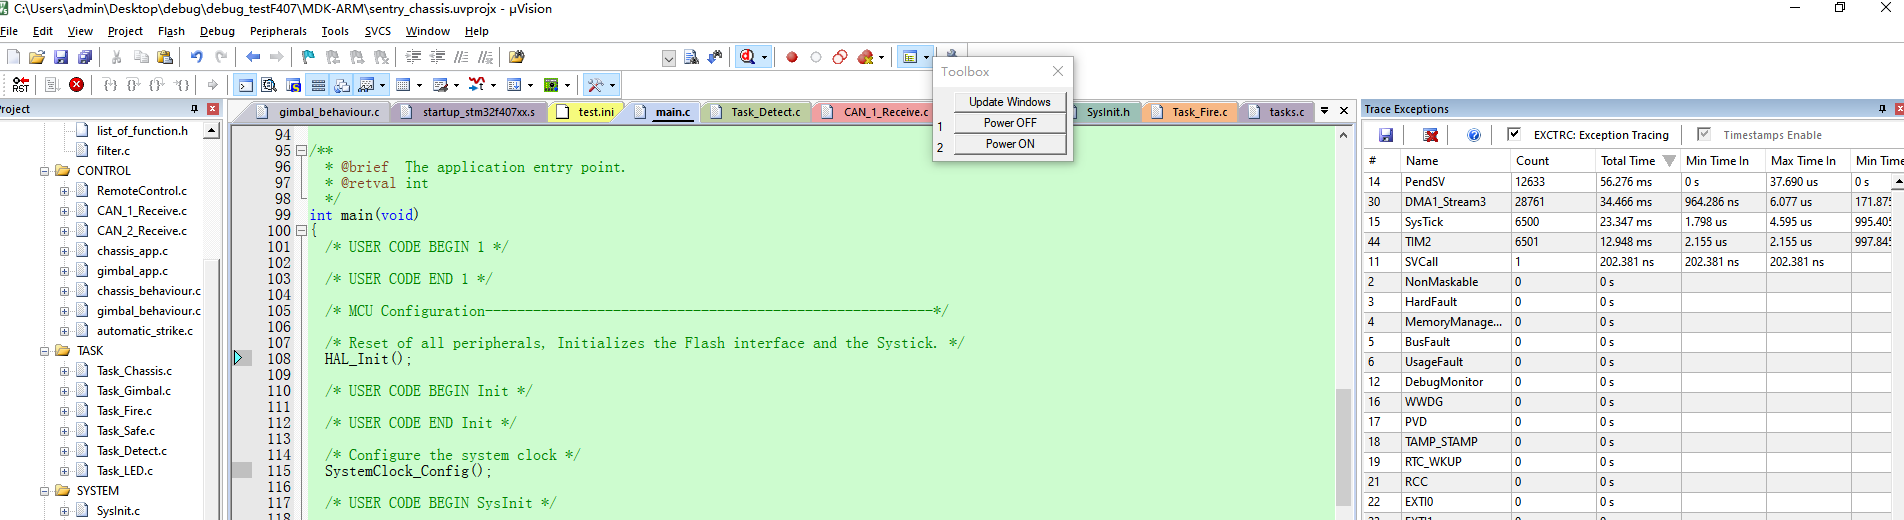 C:\Users\admin\Desktop\debug\debug_testF407\MDK-ARM\sentry_chassis.uvprojx - µVision
File Edit View Project Flash Debug Peripherals Tools SVCS Window Help
RST
Project
list_of_function.h
filter.c
CONTROL
RemoteControl.c
CAN_1_Receive.c
CAN_2_Receive.c
chassis_app.c
gimbal_app.c
chassis_behaviour.c
gimbal_behaviour.c
automatic_strike.c
TASK
Task_Chassis.c
Task_Gimbal.c
Task_Fire.c
Task_Safe.c
Task_Detect.c
Task_LED.c
SYSTEM
SysInit.c
gimbal_behaviour.c startup_stm32f407xx.s test.ini main.c Task_Detect.c CAN_1_Receive.c SysInit.h Task_Fire.c tasks.c
94
95 /**
96 * @brief  The application entry point.
97 * @retval int
98 */
99 int main(void)
100 {
101 /* USER CODE BEGIN 1 */
102
103 /* USER CODE END 1 */
104
105 /* MCU Configuration--------------------------------------------------------*/
106
107 /* Reset of all peripherals, Initializes the Flash interface and the Systick. */
108 HAL_Init();
109
110 /* USER CODE BEGIN Init */
111
112 /* USER CODE END Init */
113
114 /* Configure the system clock */
115 SystemClock_Config();
116
117 /* USER CODE BEGIN SysInit */
118
Toolbox
Update Windows
1 Power OFF
2 Power ON
Trace Exceptions
EXCTRC: Exception Tracing Timestamps Enable
# Name Count Total Time Min Time In Max Time In Min Time
14 PendSV 12633 56.276 ms 0 s 37.690 us 0 s
30 DMA1_Stream3 28761 34.466 ms 964.286 ns 6.077 us 171.875
15 SysTick 6500 23.347 ms 1.798 us 4.595 us 995.405
44 TIM2 6501 12.948 ms 2.155 us 2.155 us 997.845
11 SVCall 1 202.381 ns 202.381 ns 202.381 ns
2 NonMaskable 0 0 s
3 HardFault 0 0 s
4 MemoryManage... 0 0 s
5 BusFault 0 0 s
6 UsageFault 0 0 s
12 DebugMonitor 0 0 s
16 WWDG 0 0 s
17 PVD 0 0 s
18 TAMP_STAMP 0 0 s
19 RTC_WKUP 0 0 s
21 RCC 0 0 s
22 EXTI0 0 0 s